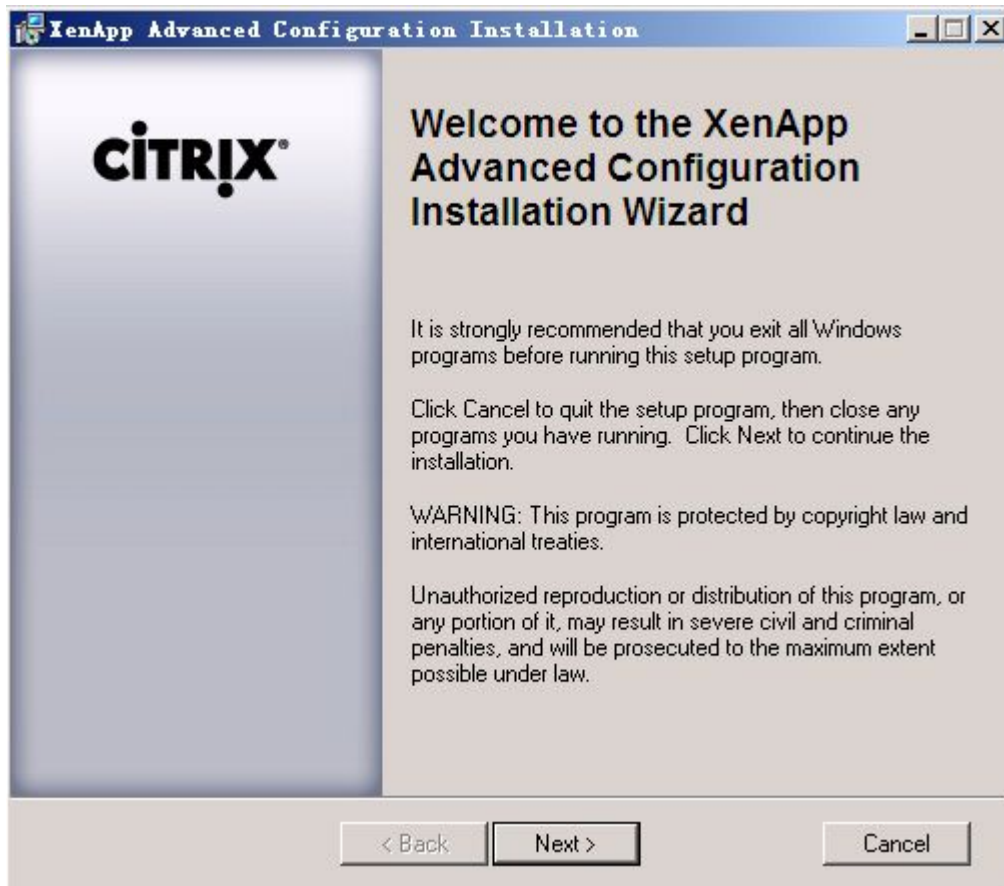 XenApp Advanced Configuration Installation
CİTRIX®
Welcome to the XenApp
Advanced Configuration
Installation Wizard
It is strongly recommended that you exit all Windows
programs before running this setup program.
Click Cancel to quit the setup program, then close any
programs you have running. Click Next to continue the
installation.
WARNING: This program is protected by copyright law and
international treaties.
Unauthorized reproduction or distribution of this program, or
any portion of it, may result in severe civil and criminal
penalties, and will be prosecuted to the maximum extent
possible under law.
< Back
Next >
Cancel